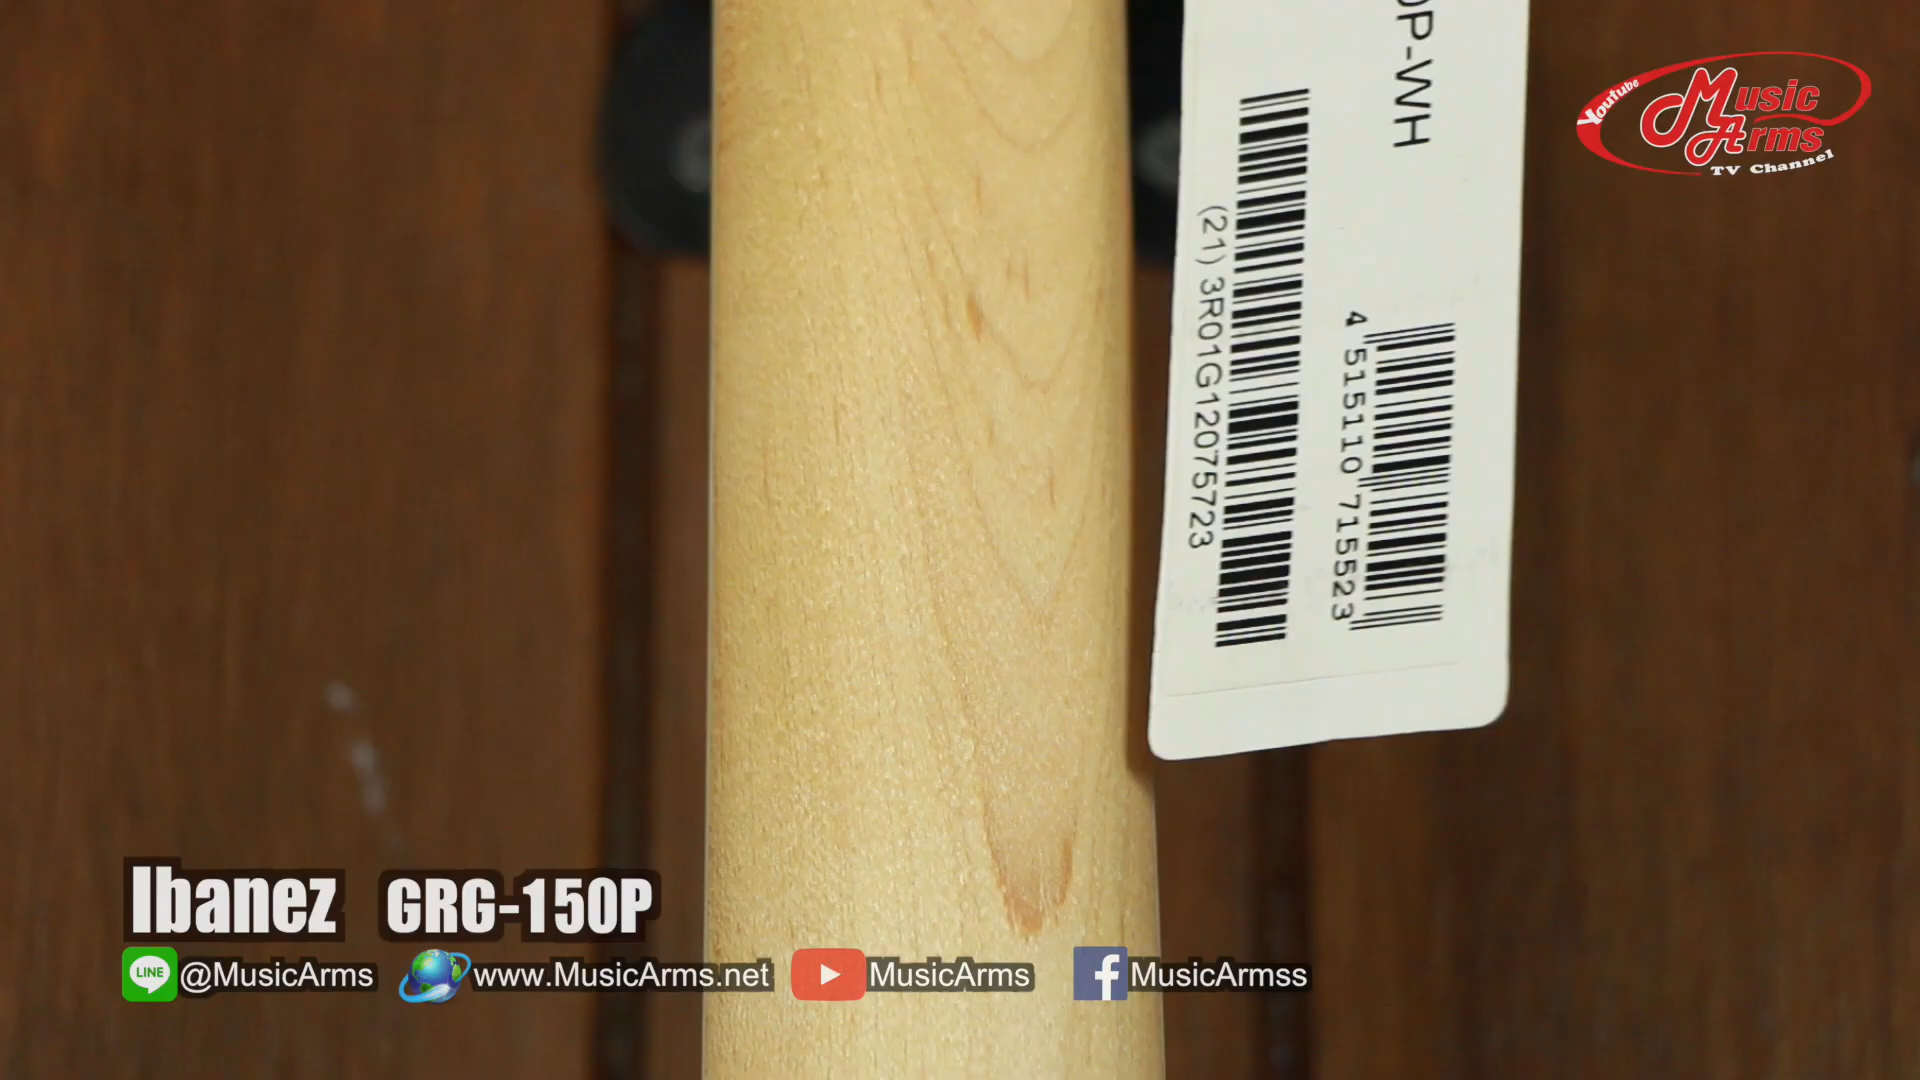 0P-WH
(21) 3R01G12075723
4 515110 715523
Youtube
Music
Arms
TV Channel
Ibanez GRG-150P
LINE @MusicArms www.MusicArms.net MusicArms f MusicArmss